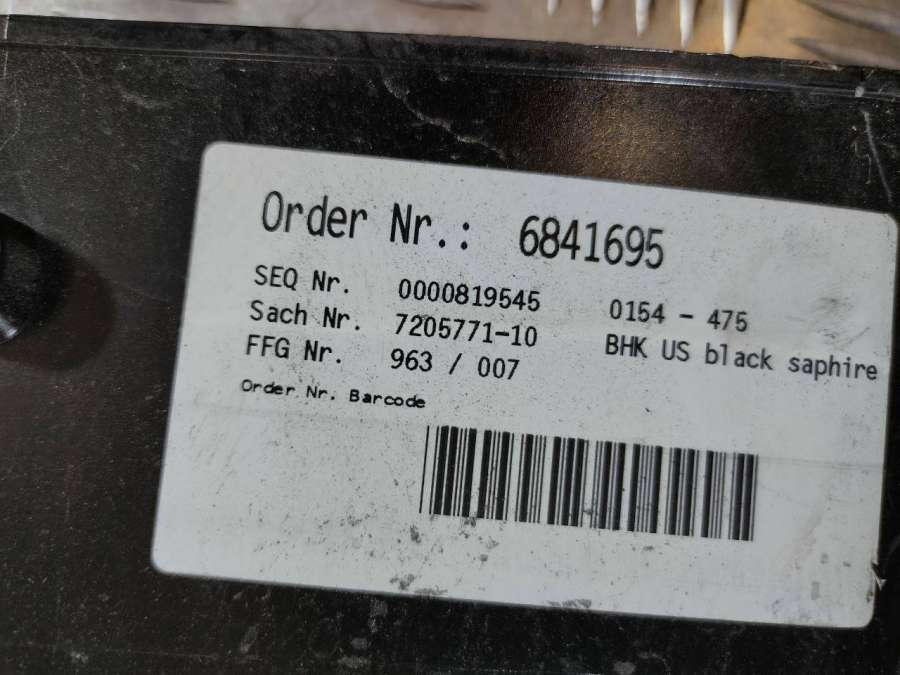 Order Nr.: 6841695
SEQ Nr. 0000819545 0154 - 475
Sach Nr. 7205771-10 BHK US black saphire
FFG Nr. 963 / 007
Order Nr. Barcode